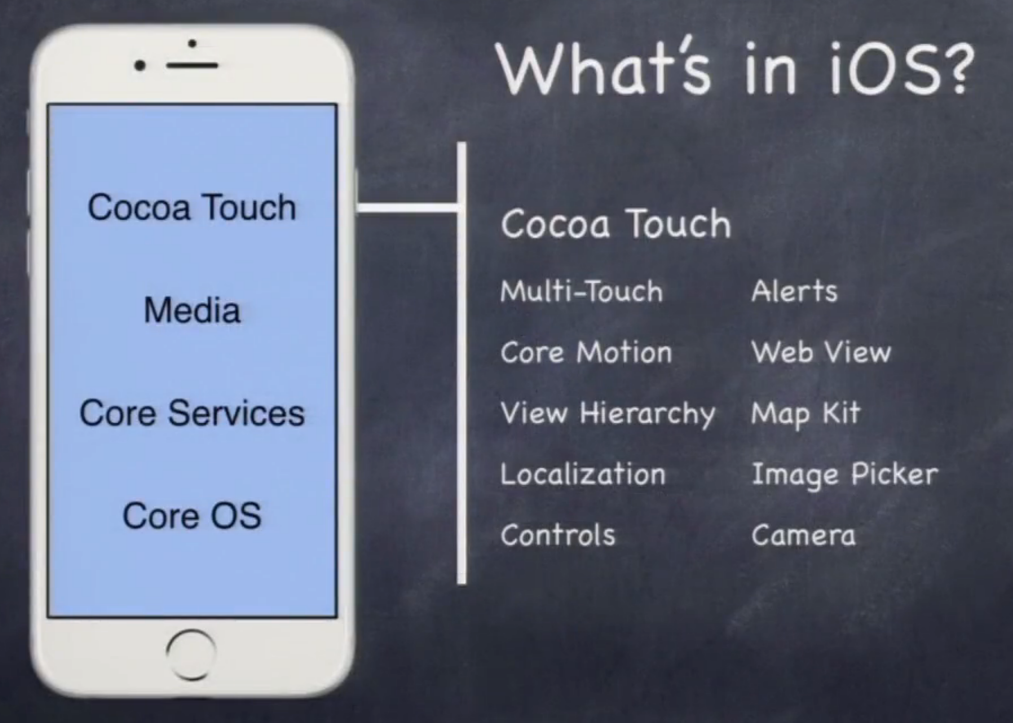 What's in iOS?
Cocoa Touch
Media
Core Services
Core OS
Cocoa Touch
Multi-Touch Alerts
Core Motion Web View
View Hierarchy Map Kit
Localization Image Picker
Controls Camera